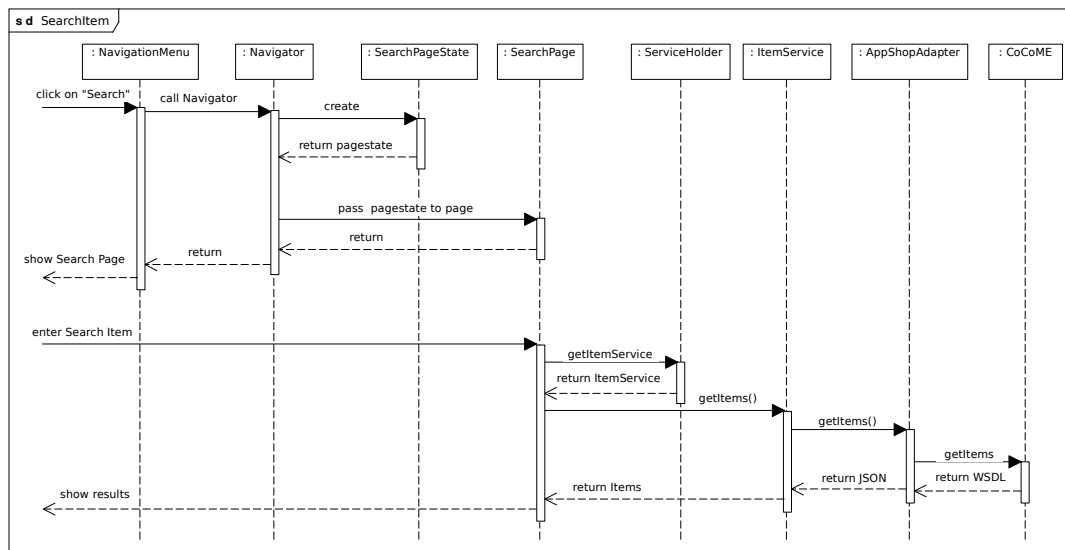 sd SearchItem
: NavigationMenu
: Navigator
: SearchPageState
: SearchPage
: ServiceHolder
: ItemService
: AppShopAdapter
: CoCoME
click on "Search"
call Navigator
create
return pagestate
pass pagestate to page
return
return
show Search Page
enter Search Item
getItemService
return ItemService
getItems()
getItems()
getItems
return WSDL
return JSON
return Items
show results